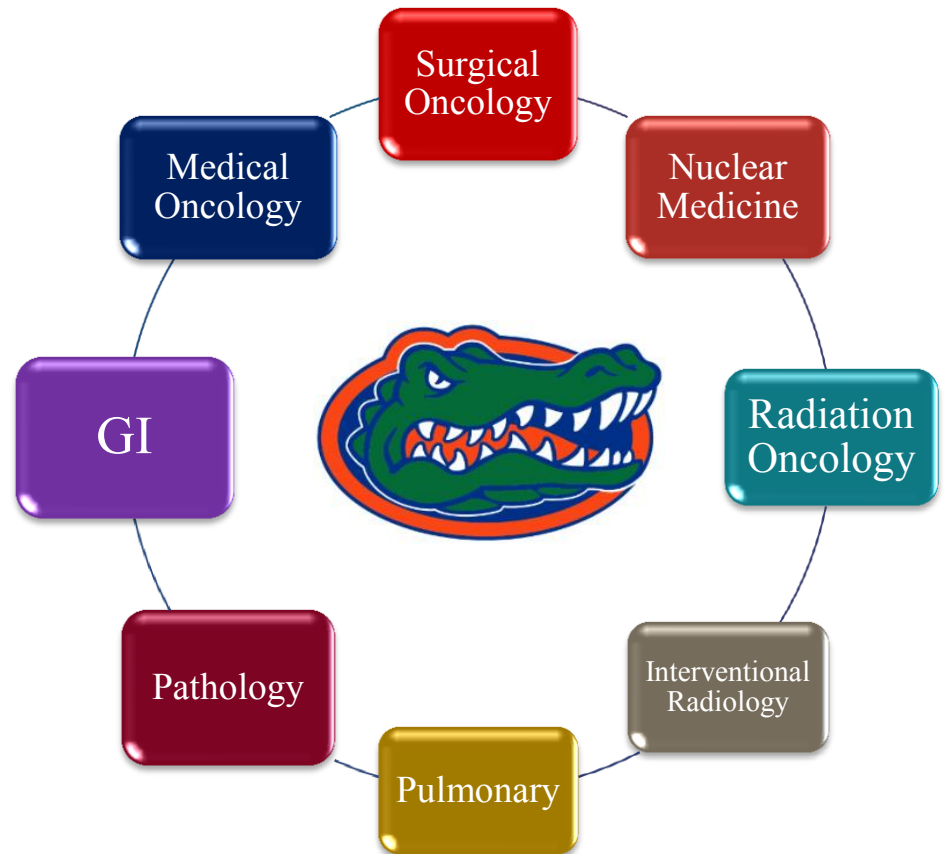 Surgical
Oncology
Nuclear
Medicine
Radiation
Oncology
Interventional
Radiology
Pulmonary
Pathology
GI
Medical
Oncology